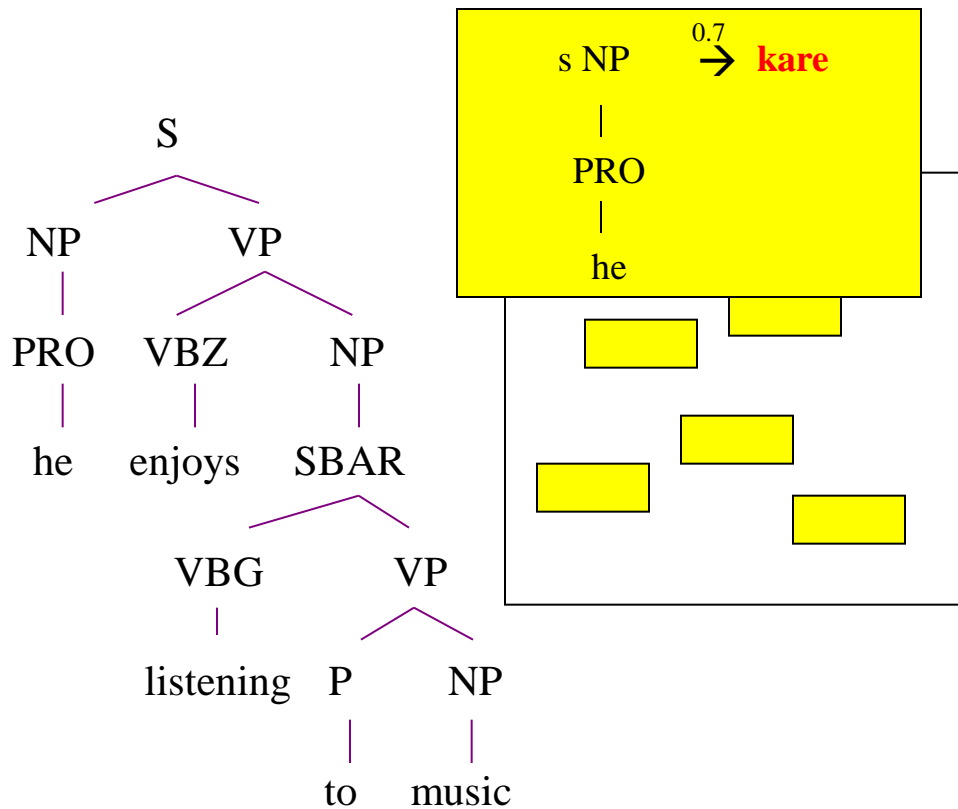 0.7
s NP → kare
PRO
he
S
NP VP
PRO VBZ NP
he enjoys SBAR
VBG VP
listening P NP
to music